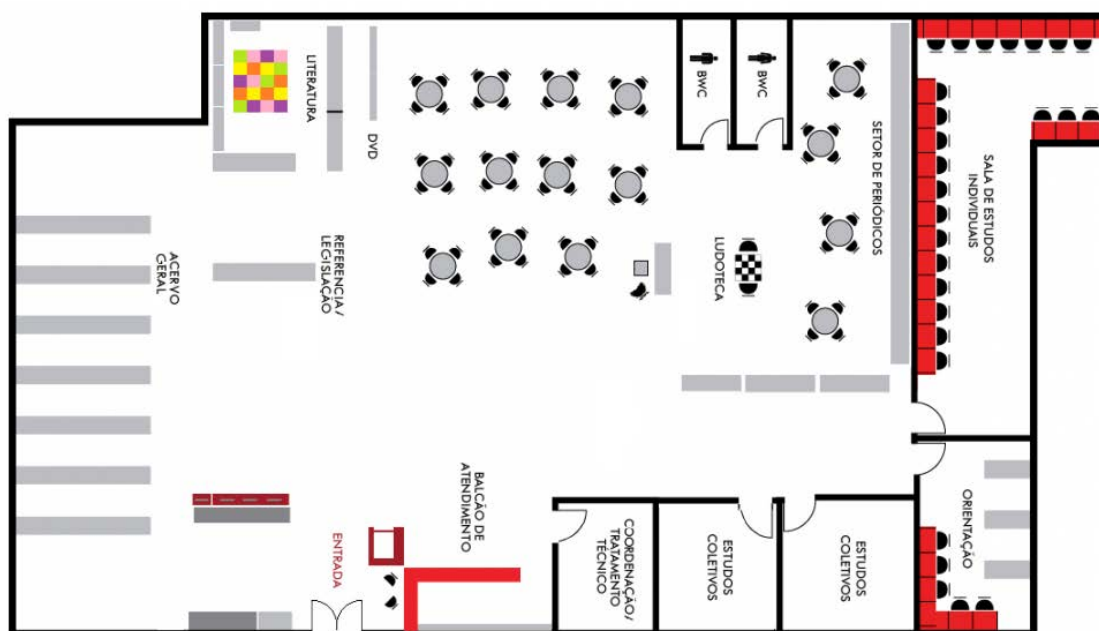 LITERATURA
DVD
BWC
BWC
SETOR DE PERIÓDICOS
SALA DE ESTUDOS
INDIVIDUAIS
ACERVO
GERAL
REFERENCIA/
LEGISLAÇÃO
LUDOTECA
BALCÃO DE
ATENDIMENTO
ENTRADA
COORDENAÇÃO/
TRATAMENTO
TÉCNICO
ESTUDOS
COLETIVOS
ESTUDOS
COLETIVOS
ORIENTAÇÃO